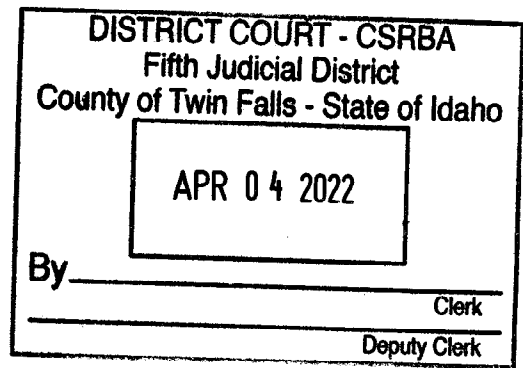 DISTRICT COURT - CSRBA
Fifth Judicial District
County of Twin Falls - State of Idaho
APR 04 2022
By
Clerk
Deputy Clerk